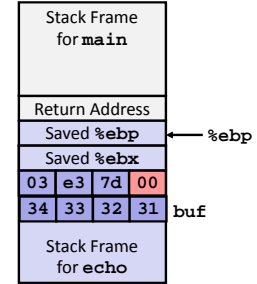 Stack Frame
for main
Return Address
Saved %ebp
%ebp
Saved %ebx
03 e3 7d 00
34 33 32 31 buf
Stack Frame
for echo